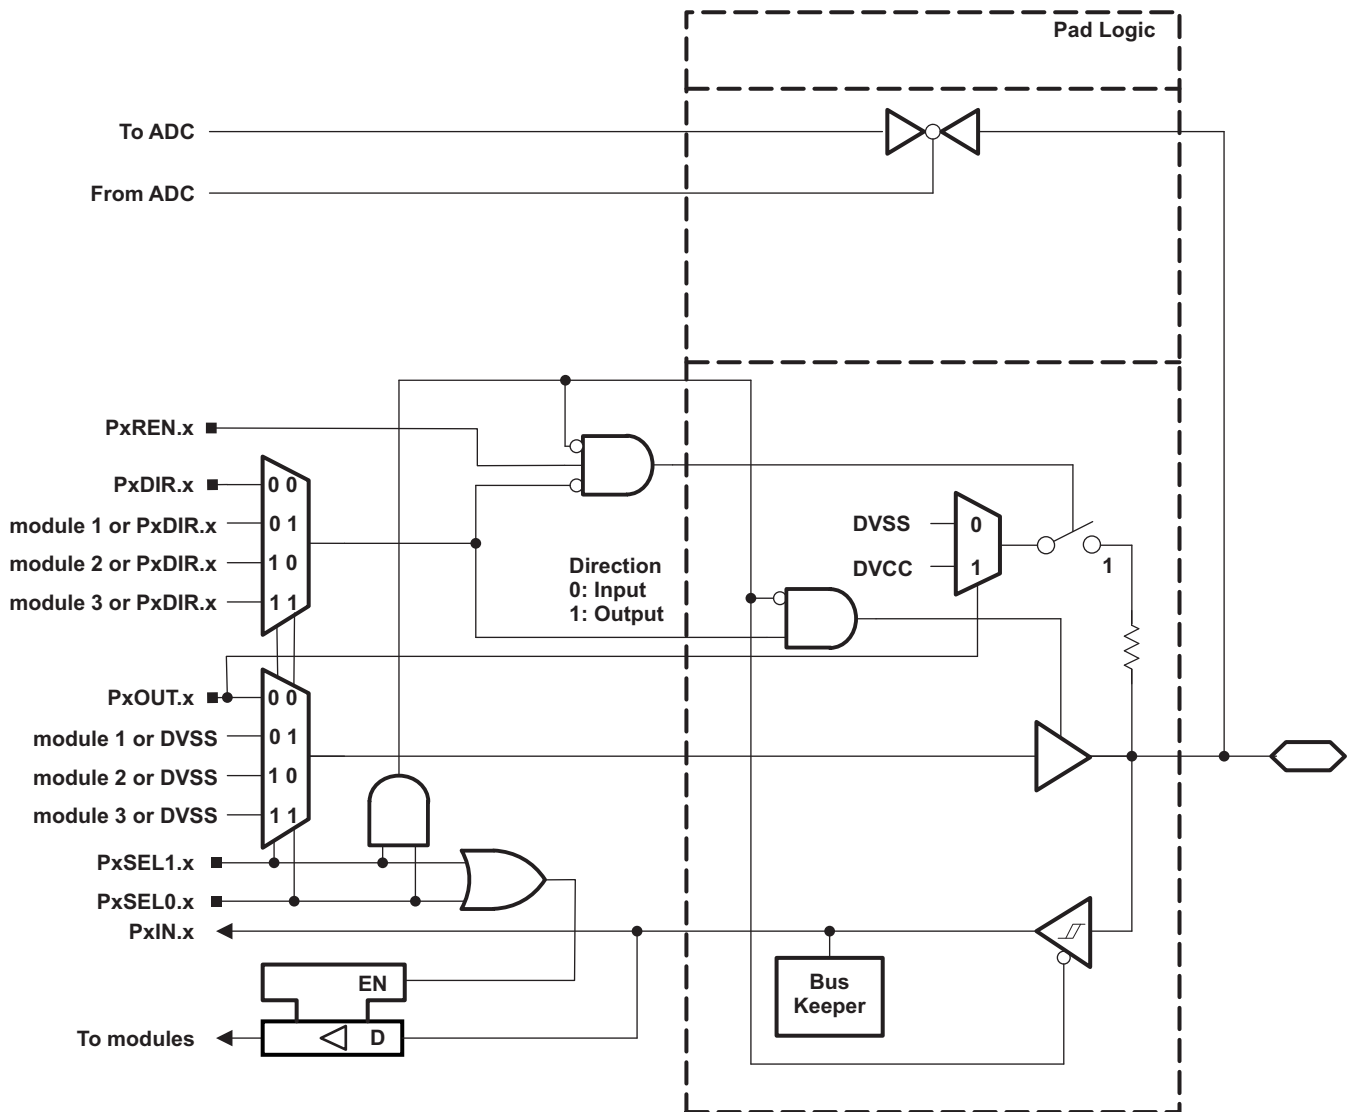 Pad Logic
To ADC
From ADC
PxREN.x
PxDIR.x
0 0
module 1 or PxDIR.x
0 1
module 2 or PxDIR.x
1 0
module 3 or PxDIR.x
1 1
Direction
0: Input
1: Output
DVSS
0
DVCC
1
1
PxOUT.x
0 0
module 1 or DVSS
0 1
module 2 or DVSS
1 0
module 3 or DVSS
1 1
PxSEL1.x
PxSEL0.x
PxIN.x
EN
D
To modules
Bus
Keeper